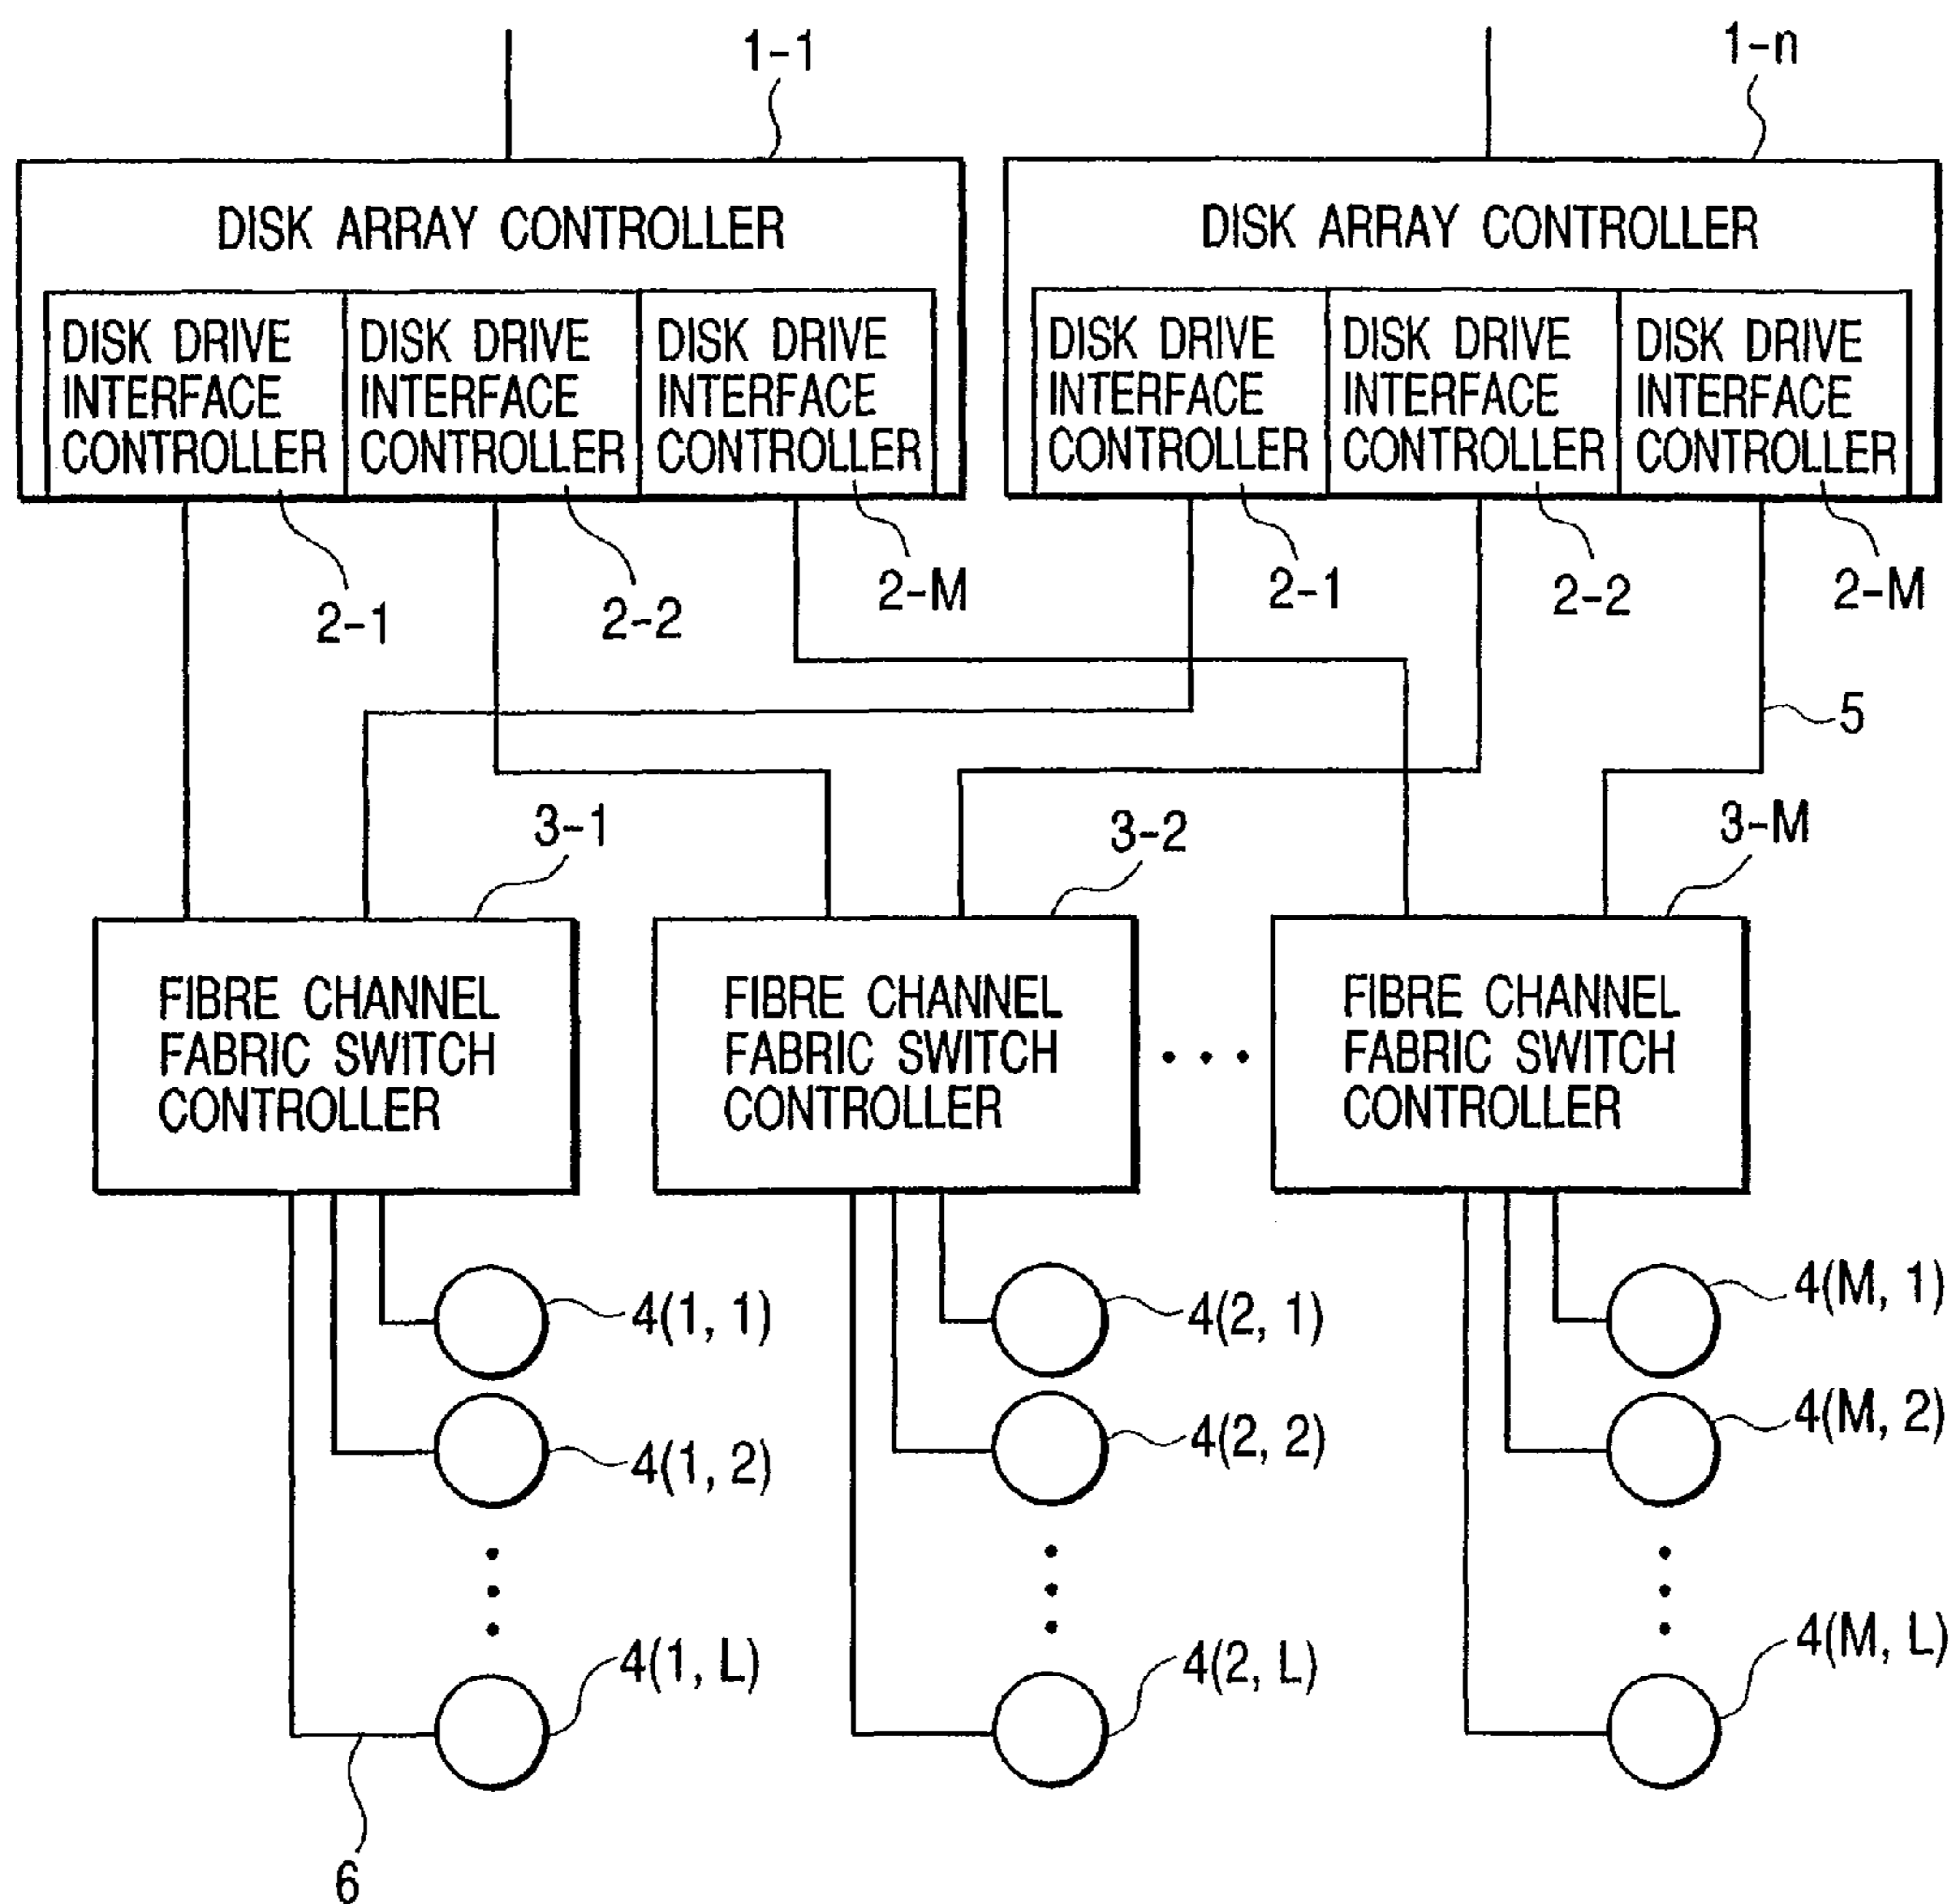 1-1
1-n
DISK ARRAY CONTROLLER
DISK ARRAY CONTROLLER
DISK DRIVE
INTERFACE
CONTROLLER
DISK DRIVE
INTERFACE
CONTROLLER
DISK DRIVE
INTERFACE
CONTROLLER
DISK DRIVE
INTERFACE
CONTROLLER
DISK DRIVE
INTERFACE
CONTROLLER
DISK DRIVE
INTERFACE
CONTROLLER
2-1
2-2
2-M
2-1
2-2
2-M
5
3-1
3-2
3-M
FIBRE CHANNEL
FABRIC SWITCH
CONTROLLER
FIBRE CHANNEL
FABRIC SWITCH
CONTROLLER
FIBRE CHANNEL
FABRIC SWITCH
CONTROLLER
4(1, 1)
4(2, 1)
4(M, 1)
4(1, 2)
4(2, 2)
4(M, 2)
4(1, L)
4(2, L)
4(M, L)
6